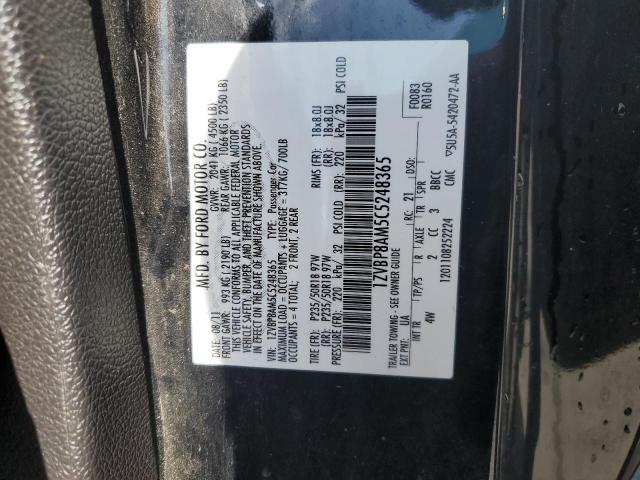 MFD. BY FORD MOTOR CO.
DATE: 08/11 GVWR: 2041 KG ( 4500 LB)
FRONT GAWR: 993 KG ( 2190 LB) REAR GAWR: 1066 KG ( 2350 LB)
THIS VEHICLE CONFORMS TO ALL APPLICABLE FEDERAL MOTOR
VEHICLE SAFETY, BUMPER, AND THEFT PREVENTION STANDARDS
IN EFFECT ON THE DATE OF MANUFACTURE SHOWN ABOVE.
VIN: 1ZVBP8AM5C5248365 TYPE: Passenger Car
MAXIMUM LOAD = OCCUPANTS + LUGGAGE = 317KG/ 700LB
OCCUPANTS = 4 TOTAL: 2 FRONT, 2 REAR
TIRE (FR): P235/50R18 97W RIMS (FR): 18x8.0J
(RR): P235/50R18 97W (RR): 18x8.0J
PRESSURE (FR): 220 kPa/ 32 (RR): 220 kPa/ 32 PSI COLD
1ZVBP8AM5C5248365
TRAILER TOWING - SEE OWNER GUIDE
F0083
EXT PNT: UA RC: 21 DSO: R0160
INT TR TP/PS R AXLE TR SPR
4W 2 CC 3 BBCC
1201108252224 CMC ▽5U5A-5420472-AA